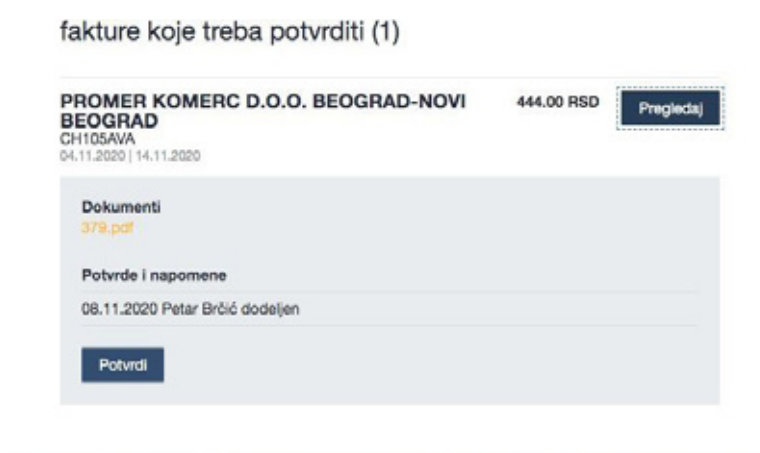 fakture koje treba potvrditi (1)
PROMER KOMERC D.O.O. BEOGRAD-NOVI
BEOGRAD
444.00 RSD
Pregledaj
CH105AVA
04.11.2020 | 14.11.2020
Dokumenti
379.pdf
Potvrde i napomene
08.11.2020 Petar Brčić dodeljen
Potvrdi